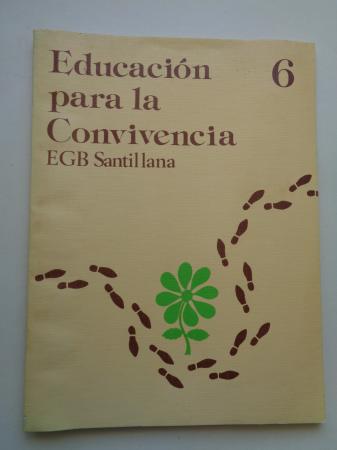 Educación 6
para la
Convivencia
EGB Santillana